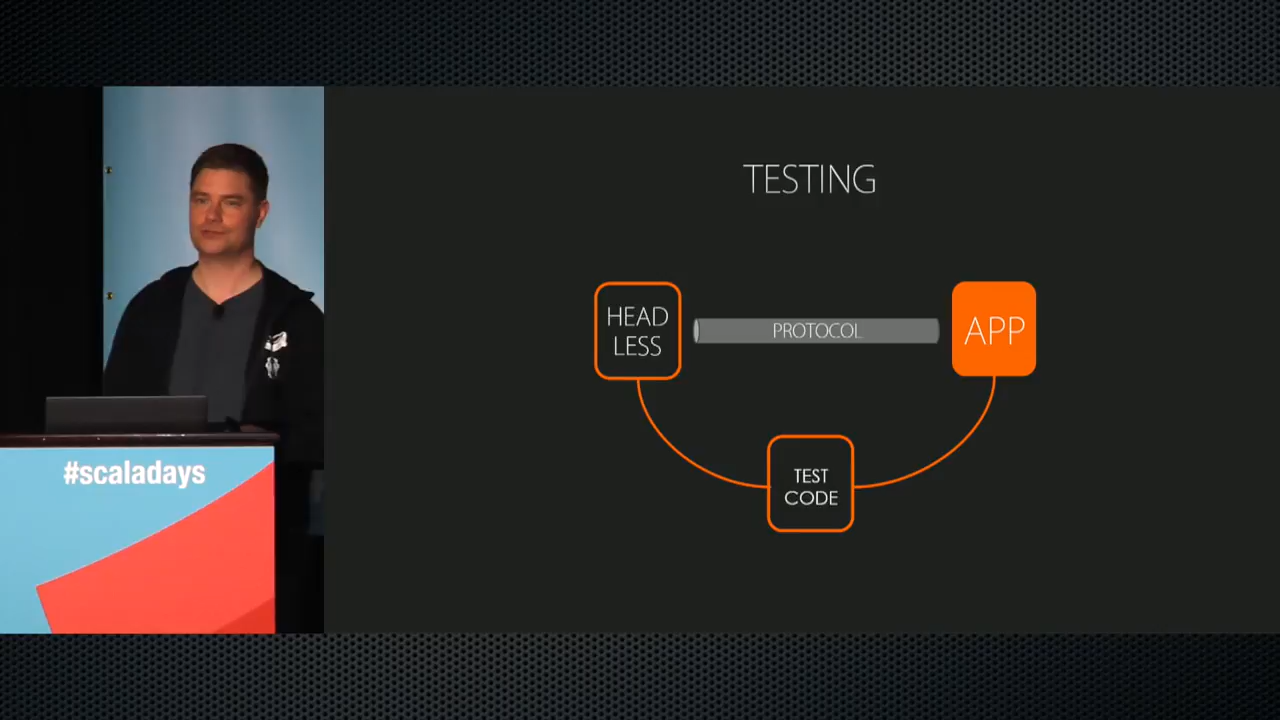 TESTING
HEAD
LESS
PROTOCOL
APP
TEST
CODE
#scaladays